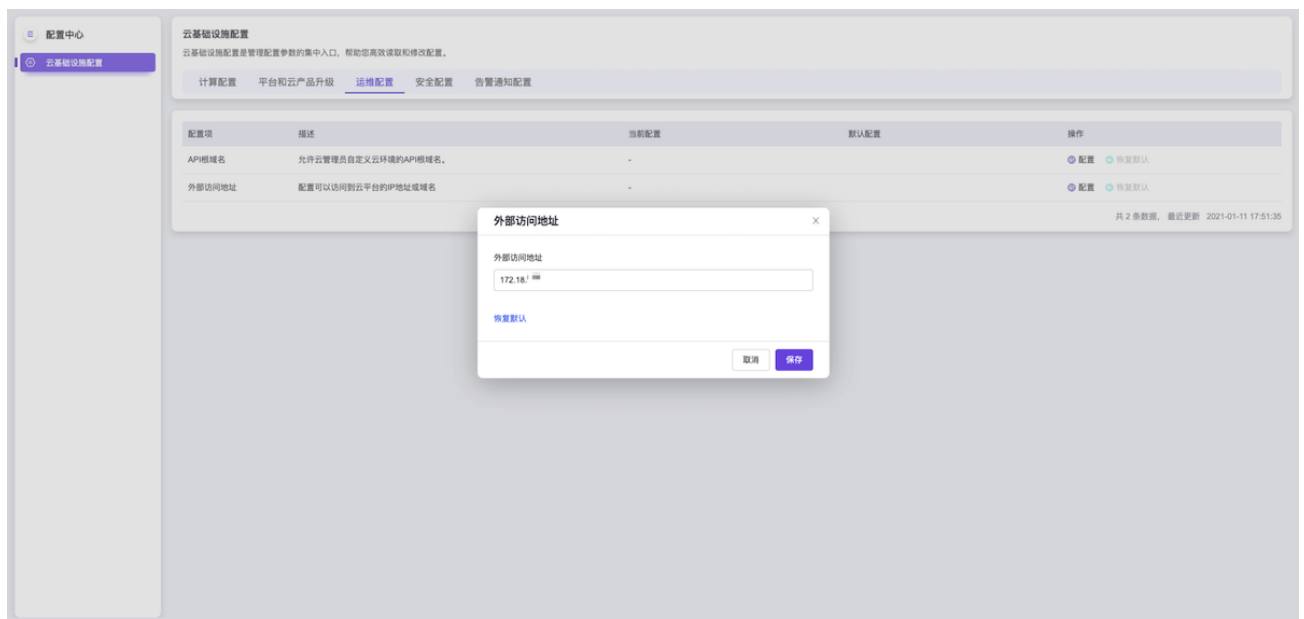 配置中心
云基础设施配置
云基础设施配置
云基础设施配置是管理配置参数的集中入口，帮助您高效读取和修改配置。
计算配置 平台和云产品升级 运维配置 安全配置 告警通知配置
配置项 描述 当前配置 默认配置 操作
API根域名 允许云管理员自定义云环境的API根域名。 - 配置 恢复默认
外部访问地址 配置可以访问到云平台的IP地址或域名 - 配置 恢复默认
共 2 条数据， 最近更新 2021-01-11 17:51:35
外部访问地址
外部访问地址
172.18.
恢复默认
取消 保存